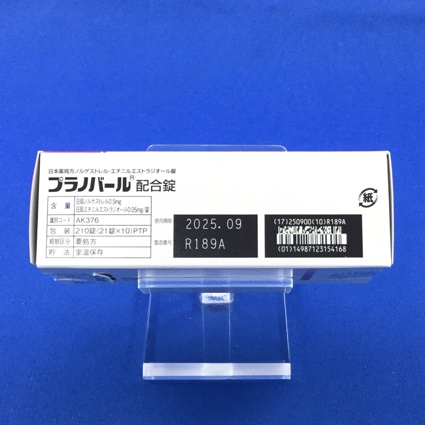 日本薬局方 ノルゲストレル・エチニルエストラジオール錠
プラノバール® 配合錠
含量 日局ノルゲストレル0.5mg
日局エチニルエストラジオール0.05mg/錠
識別コード AK376
包装 210錠(21錠×10)PTP
規制区分 要処方
貯法 室温保存
使用期限 2025.09
製造番号 R189A
(17)250900(10)R189A
(01)14987123154168
紙